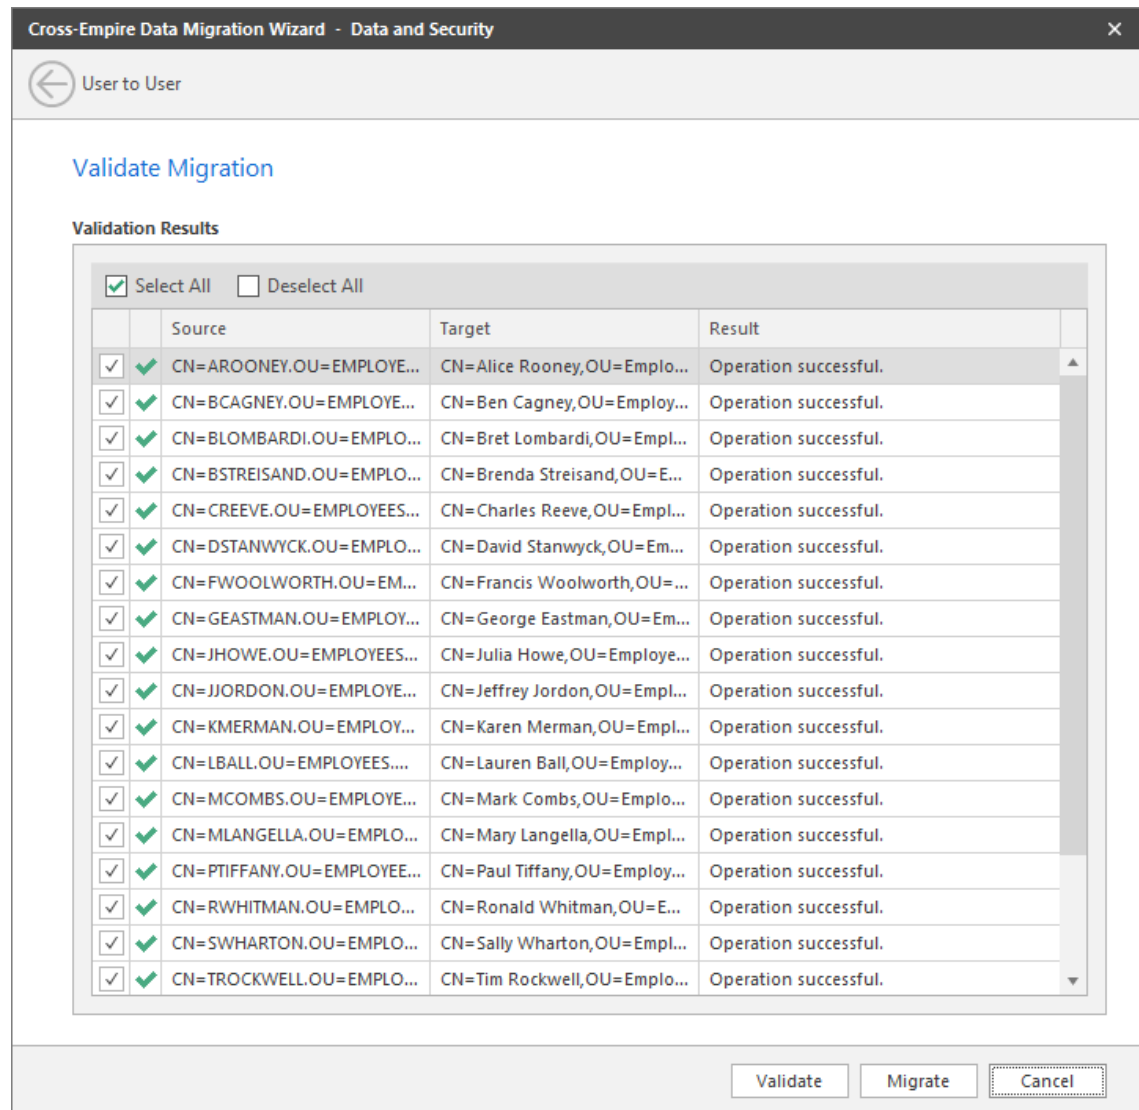 Cross-Empire Data Migration Wizard - Data and Security
User to User
Validate Migration
Validation Results
Select All Deselect All
Source Target Result
CN=AROONEY.OU=EMPLOYE... CN=Alice Rooney,OU=Emplo... Operation successful.
CN=BCAGNEY.OU=EMPLOYE... CN=Ben Cagney,OU=Employ... Operation successful.
CN=BLOMBARDI.OU=EMPLO... CN=Bret Lombardi,OU=Empl... Operation successful.
CN=BSTREISAND.OU=EMPLO... CN=Brenda Streisand,OU=E... Operation successful.
CN=CREEVE.OU=EMPLOYEES... CN=Charles Reeve,OU=Empl... Operation successful.
CN=DSTANWYCK.OU=EMPLO... CN=David Stanwyck,OU=Em... Operation successful.
CN=FWOOLWORTH.OU=EM... CN=Francis Woolworth,OU=... Operation successful.
CN=GEASTMAN.OU=EMPLOY... CN=George Eastman,OU=Em... Operation successful.
CN=JHOWE.OU=EMPLOYEES... CN=Julia Howe,OU=Employe... Operation successful.
CN=JJORDON.OU=EMPLOYE... CN=Jeffrey Jordon,OU=Empl... Operation successful.
CN=KMERMAN.OU=EMPLOY... CN=Karen Merman,OU=Empl... Operation successful.
CN=LBALL.OU=EMPLOYEES.... CN=Lauren Ball,OU=Employ... Operation successful.
CN=MCOMBS.OU=EMPLOYE... CN=Mark Combs,OU=Emplo... Operation successful.
CN=MLANGELLA.OU=EMPLO... CN=Mary Langella,OU=Empl... Operation successful.
CN=PTIFFANY.OU=EMPLOYEE... CN=Paul Tiffany,OU=Employ... Operation successful.
CN=RWHITMAN.OU=EMPLO... CN=Ronald Whitman,OU=E... Operation successful.
CN=SWHARTON.OU=EMPLO... CN=Sally Wharton,OU=Empl... Operation successful.
CN=TROCKWELL.OU=EMPLO... CN=Tim Rockwell,OU=Emplo... Operation successful.
Validate Migrate Cancel